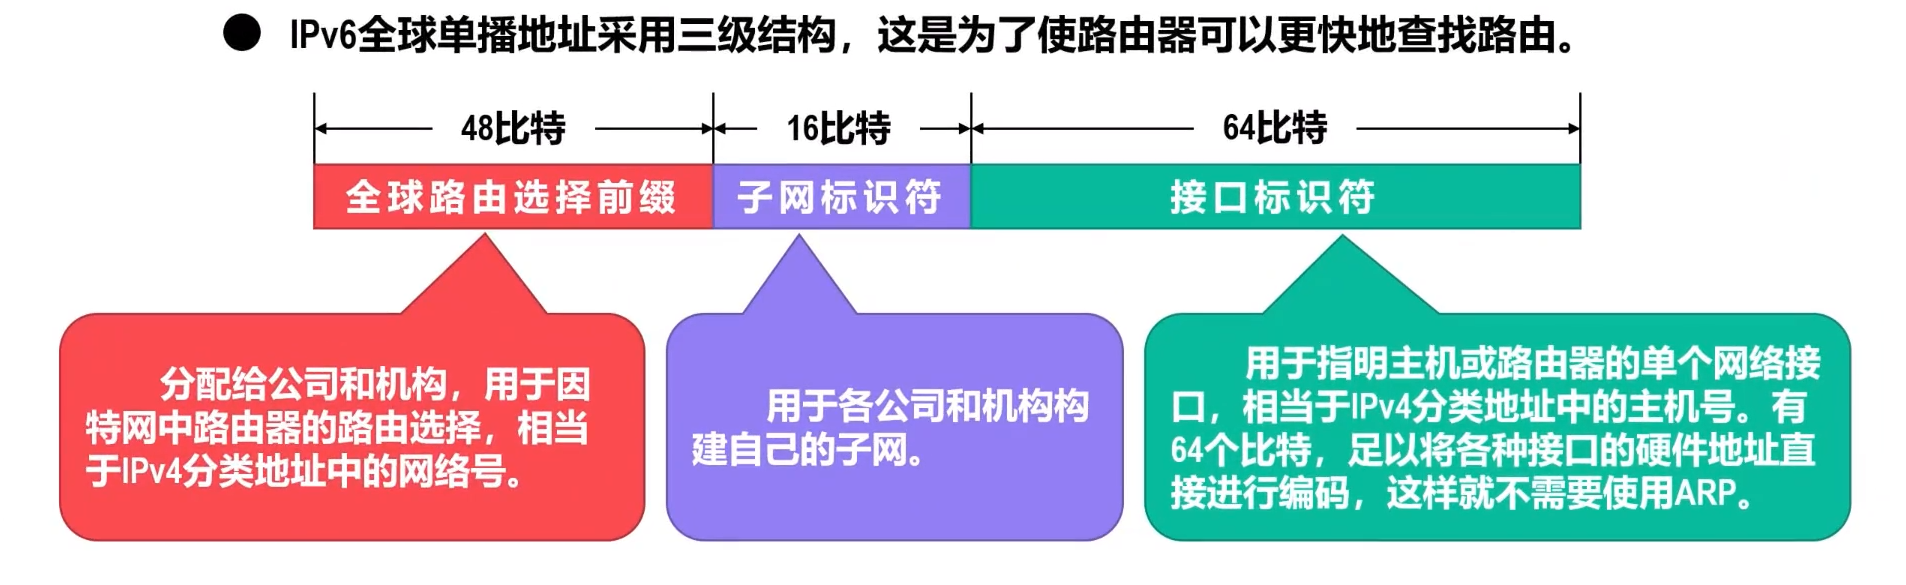 ● IPv6全球单播地址采用三级结构，这是为了使路由器可以更快地查找路由。
48比特
16比特
64比特
全球路由选择前缀
子网标识符
接口标识符
分配给公司和机构，用于因
特网中路由器的路由选择，相当
于IPv4分类地址中的网络号。
用于各公司和机构构
建自己的子网。
用于指明主机或路由器的单个网络接
口，相当于IPv4分类地址中的主机号。有
64个比特，足以将各种接口的硬件地址直
接进行编码，这样就不需要使用ARP。